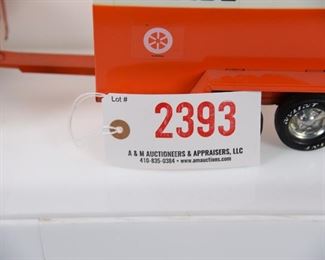 Lot #
2393
A & M AUCTIONEERS & APPRAISERS, LLC
410-835-0384 • www.amauctions.com